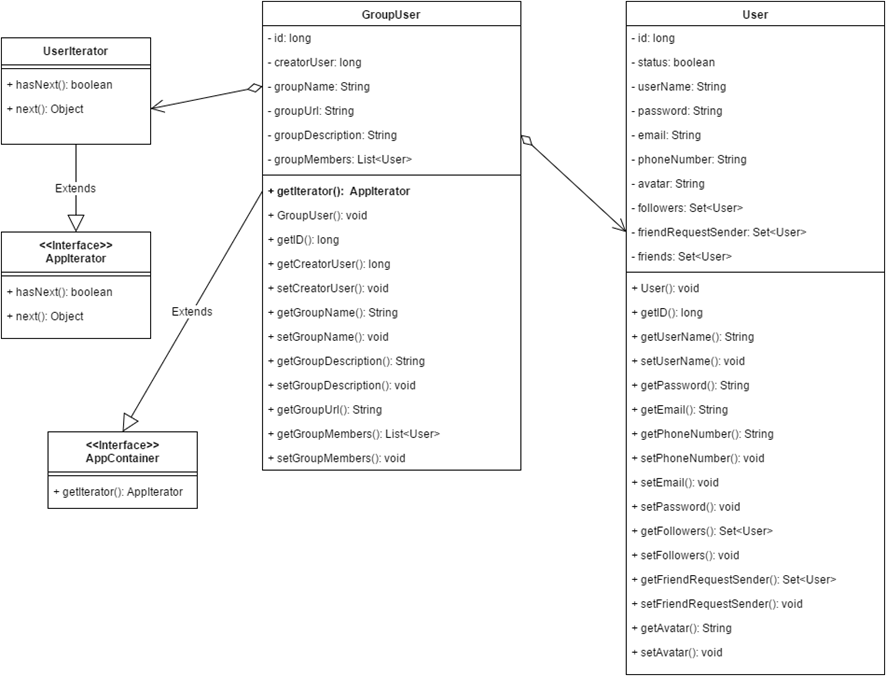 UserIterator
+ hasNext(): boolean
+ next(): Object
Extends
<<Interface>>
AppIterator
+ hasNext(): boolean
+ next(): Object
GroupUser
- id: long
- creatorUser: long
- groupName: String
- groupUrl: String
- groupDescription: String
- groupMembers: List<User>
+ getIterator(): AppIterator
+ GroupUser(): void
+ getID(): long
+ getCreatorUser(): long
+ setCreatorUser(): void
+ getGroupName(): String
+ setGroupName(): void
+ getGroupDescription(): String
+ setGroupDescription(): void
+ getGroupUrl(): String
+ getGroupMembers(): List<User>
+ setGroupMembers(): void
Extends
<<Interface>>
AppContainer
+ getIterator(): AppIterator
User
- id: long
- status: boolean
- userName: String
- password: String
- email: String
- phoneNumber: String
- avatar: String
- followers: Set<User>
- friendRequestSender: Set<User>
- friends: Set<User>
+ User(): void
+ getID(): long
+ getUserName(): String
+ setUserName(): void
+ getPassword(): String
+ getEmail(): String
+ getPhoneNumber(): String
+ setPhoneNumber(): void
+ setEmail(): void
+ setPassword(): void
+ getFollowers(): Set<User>
+ setFollowers(): void
+ getFriendRequestSender(): Set<User>
+ setFriendRequestSender(): void
+ getAvatar(): String
+ setAvatar(): void